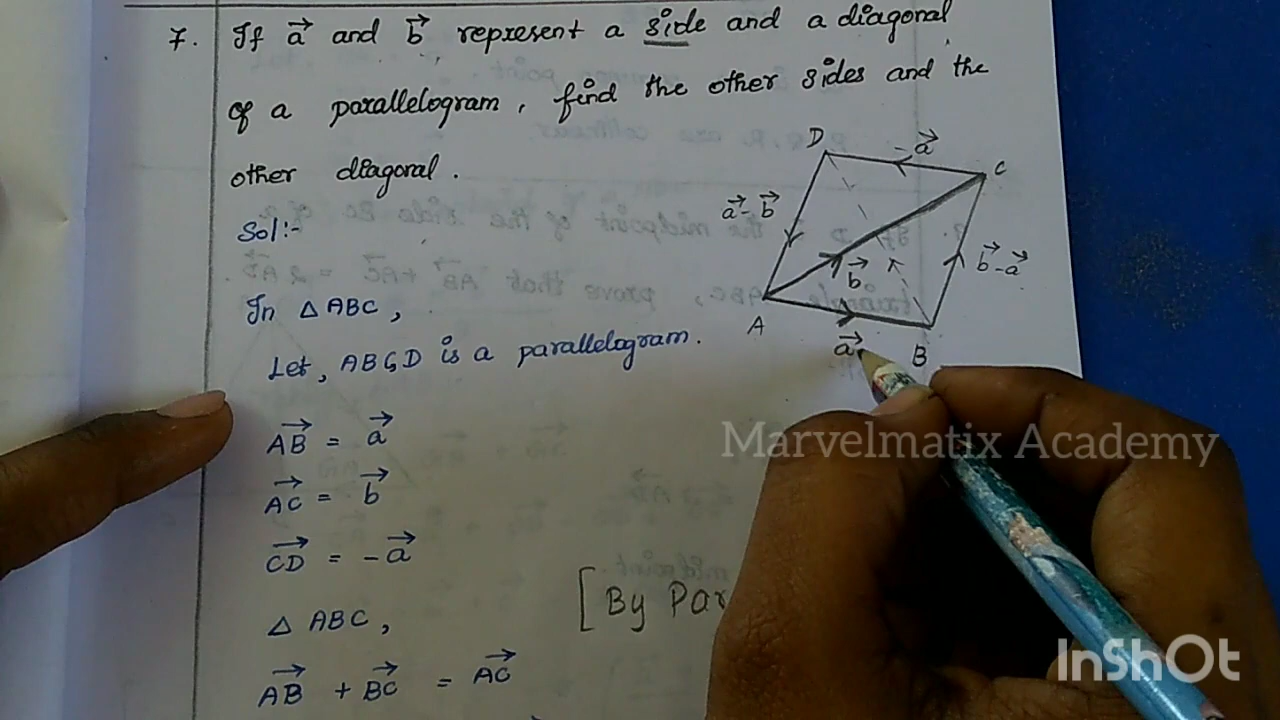 7. If a⃗ and b⃗ represent a side and a diagonal
of a parallelogram, find the other sides and the
other diagonal.
Sol:-
In △ ABC,
Let, ABCD is a parallelogram.
AB⃗ = a⃗
AC⃗ = b⃗
CD⃗ = -a⃗
△ ABC,
AB⃗ + BC⃗ = AC⃗
[By
D
-a⃗
C
a⃗ - b⃗
b⃗
b⃗ - a⃗
A
a⃗
B
Marvelmatix Academy
InShOt